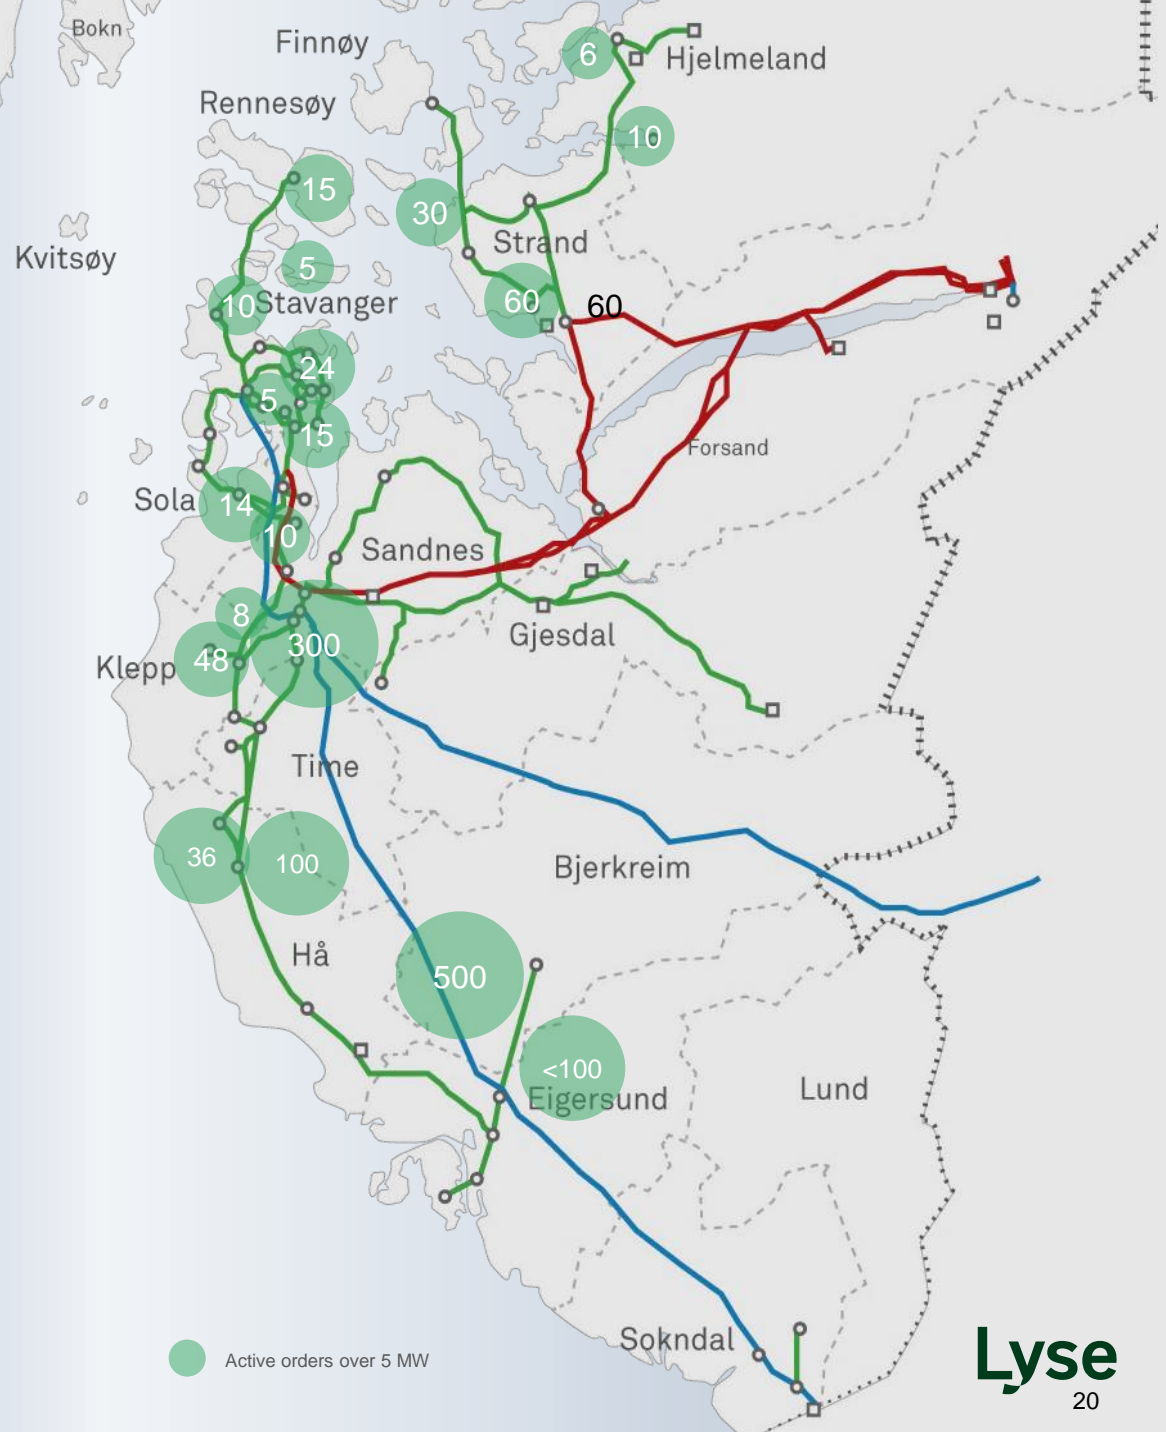 Bokn
Finnøy
6
Hjelmeland
Rennesøy
10
15
30
Strand
Kvitsøy
5
10
Stavanger
60
60
24
5
15
Forsand
Sola
14
10
Sandnes
8
Gjesdal
300
Klepp
48
Time
36
100
Bjerkreim
Hå
500
<100
Eigersund
Lund
Sokndal
Active orders over 5 MW
Lyse
20